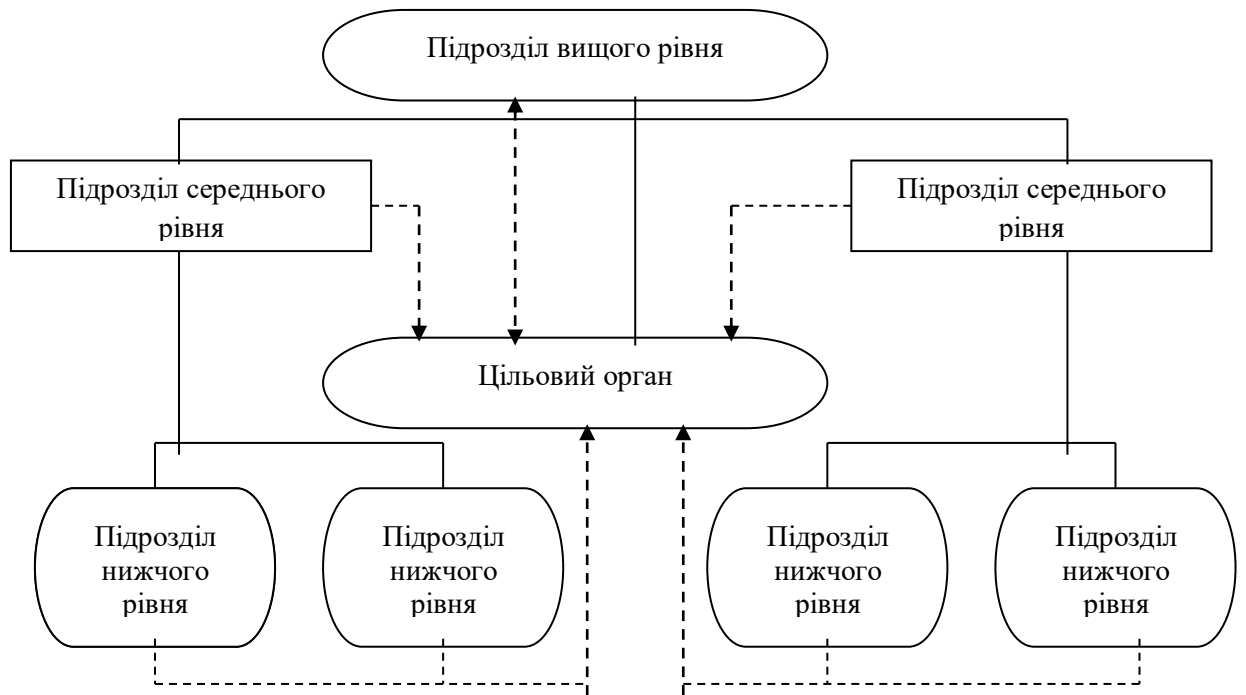 Підрозділ вищого рівня
Підрозділ середнього
рівня
Підрозділ середнього
рівня
Цільовий орган
Підрозділ
нижчого
рівня
Підрозділ
нижчого
рівня
Підрозділ
нижчого
рівня
Підрозділ
нижчого
рівня